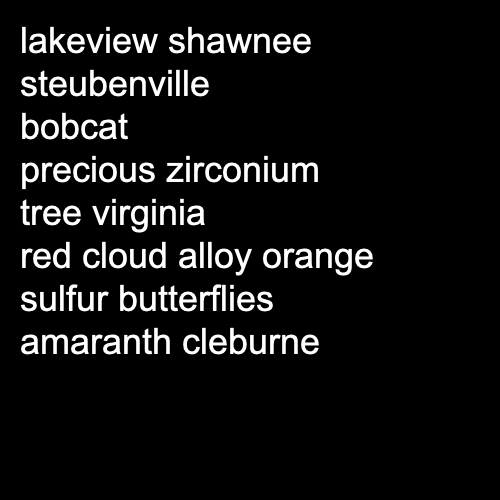 lakeview shawnee
steubenville
bobcat
precious zirconium
tree virginia
red cloud alloy orange
sulfur butterflies
amaranth cleburne